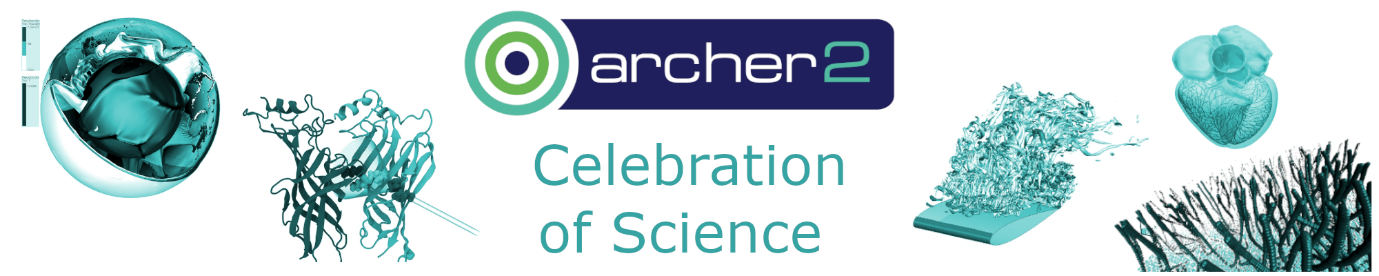 archer2
Celebration
of Science